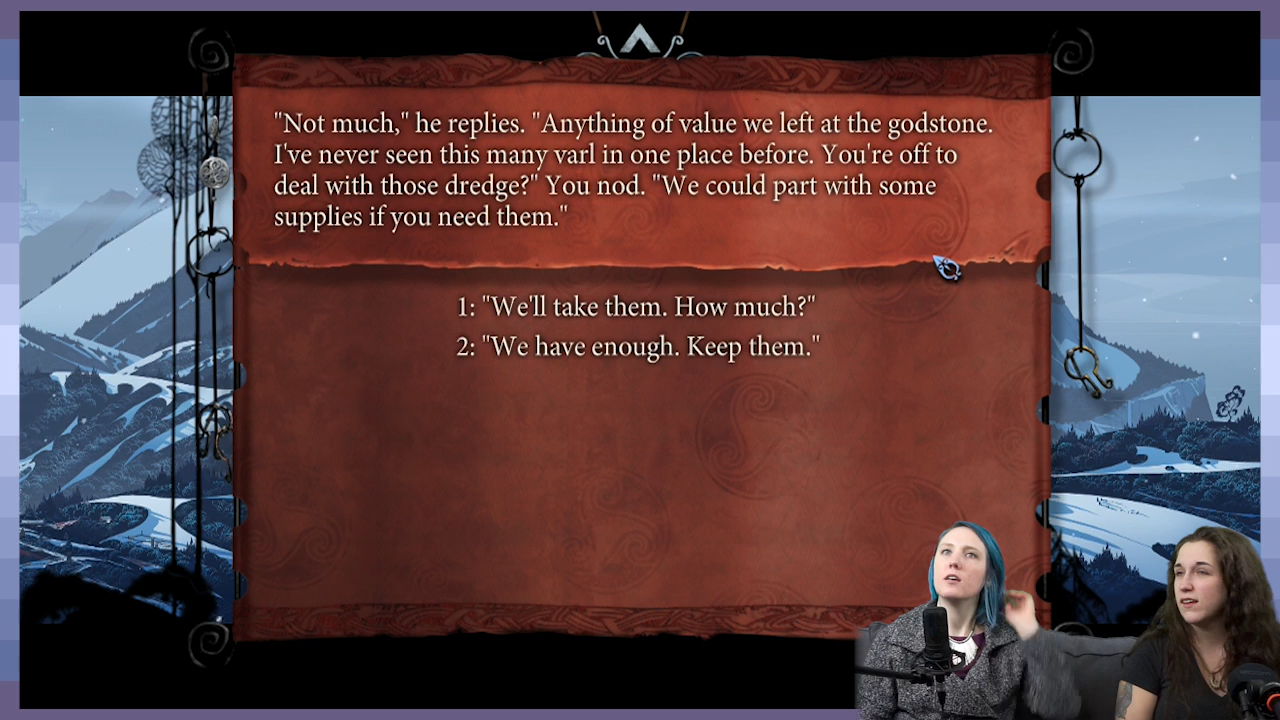 "Not much," he replies. "Anything of value we left at the godstone.
I've never seen this many varl in one place before. You're off to
deal with those dredge?" You nod. "We could part with some
supplies if you need them."
1: "We'll take them. How much?"
2: "We have enough. Keep them."